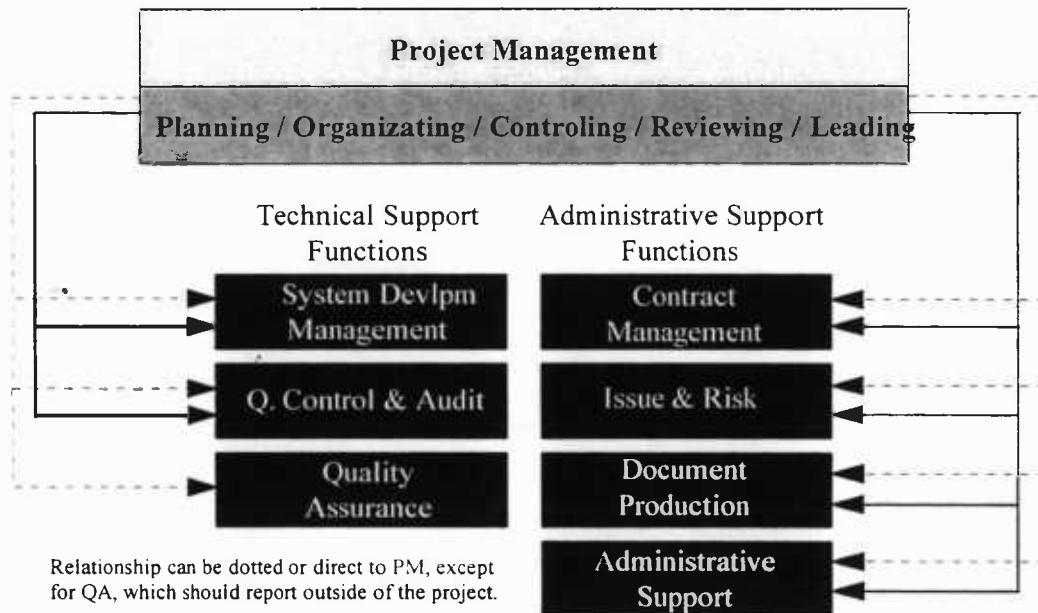 Project Management
Planning / Organizating / Controling / Reviewing / Leading
Technical Support
Functions
System Devlpm
Management
Q. Control & Audit
Quality
Assurance
Administrative Support
Functions
Contract
Management
Issue & Risk
Document
Production
Administrative
Support
Relationship can be dotted or direct to PM, except
for QA, which should report outside of the project.